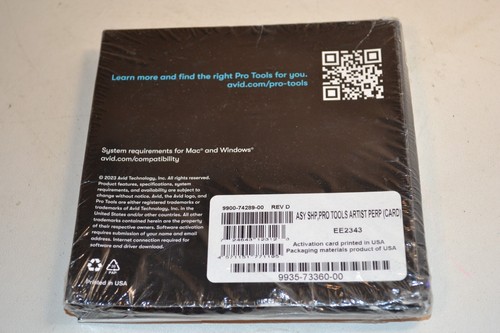 Learn more and find the right Pro Tools for you.
avid.com/pro-tools
System requirements for Mac® and Windows®
avid.com/compatibility
© 2023 Avid Technology, Inc. All rights reserved.
Product features, specifications, system
requirements, and availability are subject to
change without notice. Avid, the Avid logo, and
Pro Tools are either registered trademarks or
trademarks of Avid Technology, Inc. in the
United States and/or other countries. All other
trademarks contained herein are the property
of their respective owners. Software activation
requires submission of your name and email
address. Internet connection required for
software and driver download.
Printed in USA
9900-74289-00 REV D
ASY SHP,PRO TOOLS ARTIST PERP (CARD)
EE2343
Activation card printed in USA
Packaging materials product of USA
9935-73360-00